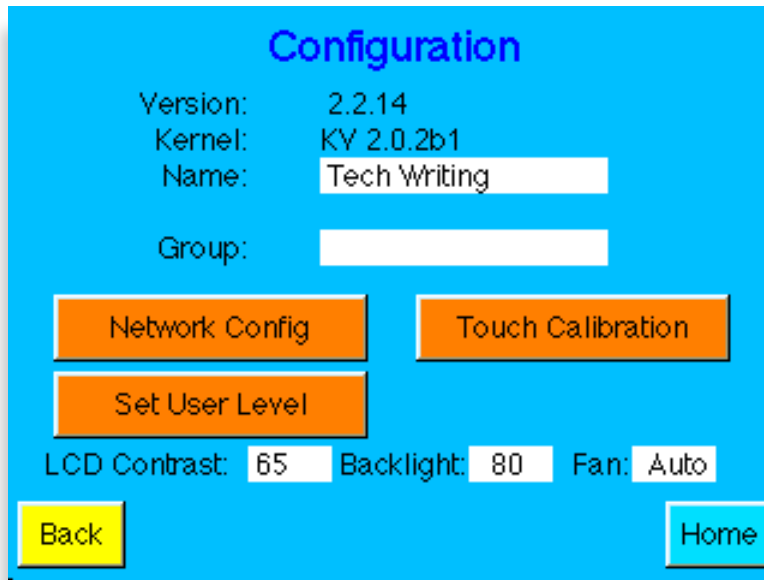 Configuration
Version: 2.2.14
Kernel: KV 2.0.2b1
Name: Tech Writing
Group:
Network Config Touch Calibration
Set User Level
LCD Contrast: 65 Backlight: 80 Fan: Auto
Back Home